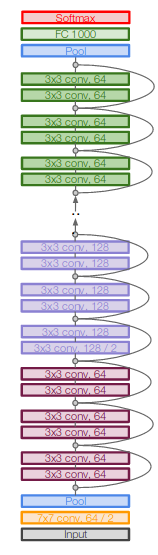 Softmax
FC 1000
Pool
3x3 conv, 64
3x3 conv, 64
3x3 conv, 64
3x3 conv, 64
3x3 conv, 64
3x3 conv, 64
..
3x3 conv, 128
3x3 conv, 128
3x3 conv, 128
3x3 conv, 128
3x3 conv, 128
3x3 conv, 128 / 2
3x3 conv, 64
3x3 conv, 64
3x3 conv, 64
3x3 conv, 64
3x3 conv, 64
3x3 conv, 64
Pool
7x7 conv, 64 / 2
Input